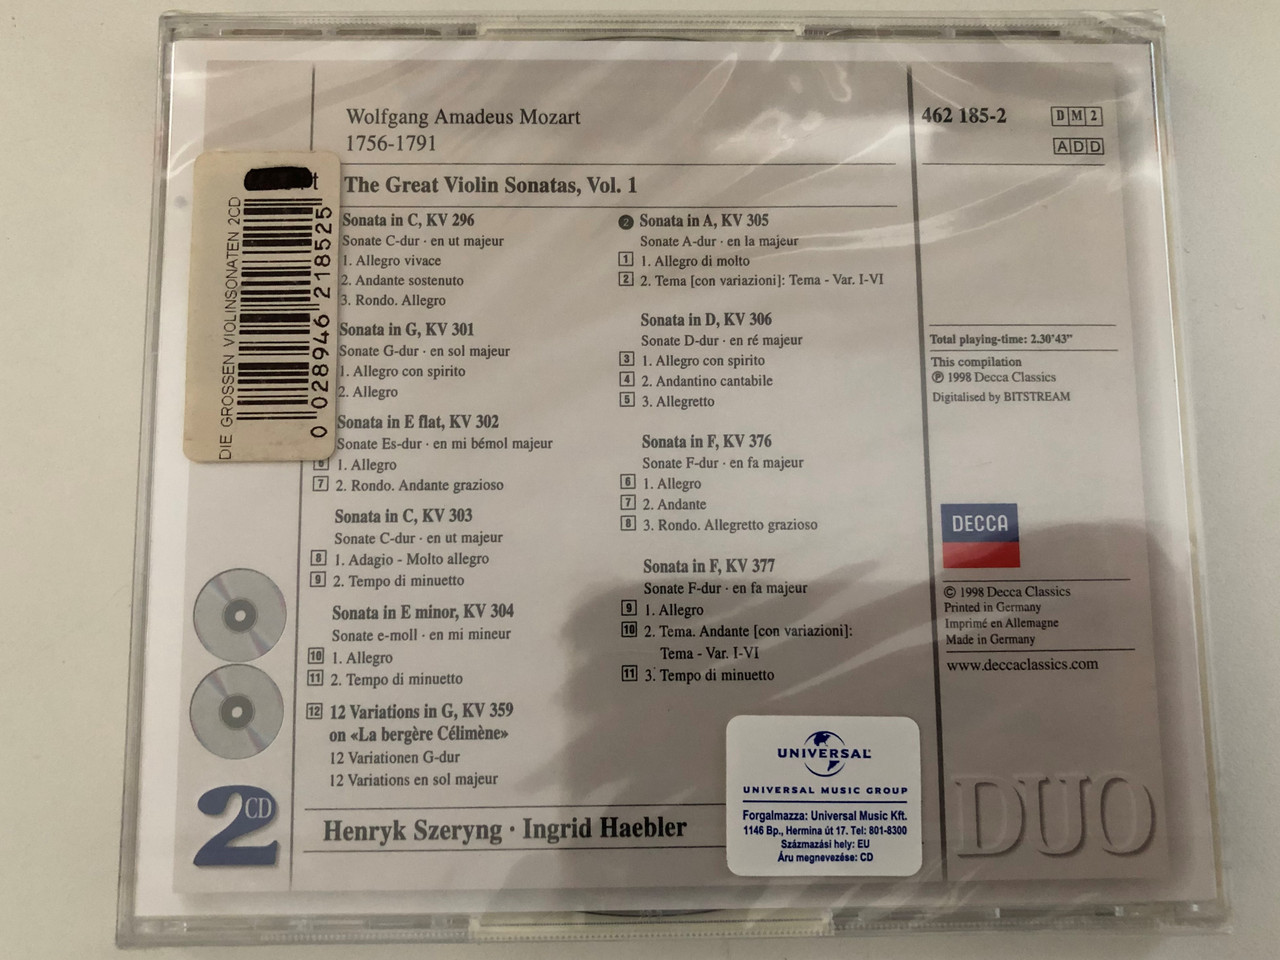 Wolfgang Amadeus Mozart
1756-1791
The Great Violin Sonatas, Vol. 1
462 185-2
D M 2
A D D
DIE GROSSEN VIOLINSONATEN 2CD
0 028946 218525
Sonata in C, KV 296
Sonate C-dur · en ut majeur
1. Allegro vivace
2. Andante sostenuto
3. Rondo. Allegro
Sonata in G, KV 301
Sonate G-dur · en sol majeur
1. Allegro con spirito
2. Allegro
Sonata in E flat, KV 302
Sonate Es-dur · en mi bémol majeur
6 1. Allegro
7 2. Rondo. Andante grazioso
Sonata in C, KV 303
Sonate C-dur · en ut majeur
8 1. Adagio - Molto allegro
9 2. Tempo di minuetto
Sonata in E minor, KV 304
Sonate e-moll · en mi mineur
10 1. Allegro
11 2. Tempo di minuetto
12 12 Variations in G, KV 359
on «La bergère Célimène»
12 Variationen G-dur
12 Variations en sol majeur
2 Sonata in A, KV 305
Sonate A-dur · en la majeur
1 1. Allegro di molto
2 2. Tema [con variazioni]: Tema - Var. I-VI
Sonata in D, KV 306
Sonate D-dur · en ré majeur
3 1. Allegro con spirito
4 2. Andantino cantabile
5 3. Allegretto
Sonata in F, KV 376
Sonate F-dur · en fa majeur
6 1. Allegro
7 2. Andante
8 3. Rondo. Allegretto grazioso
Sonata in F, KV 377
Sonate F-dur · en fa majeur
9 1. Allegro
10 2. Tema. Andante [con variazioni]:
Tema - Var. I-VI
11 3. Tempo di minuetto
Total playing-time: 2.30'43"
This compilation
℗ 1998 Decca Classics
Digitalised by BITSTREAM
DECCA
© 1998 Decca Classics
Printed in Germany
Imprimé en Allemagne
Made in Germany
www.deccaclassics.com
2 CD
Henryk Szeryng · Ingrid Haebler
UNIVERSAL
UNIVERSAL MUSIC GROUP
Forgalmazza: Universal Music Kft.
1146 Bp., Hermina út 17. Tel: 801-8300
Százmazási hely: EU
Áru megnevezése: CD
DUO